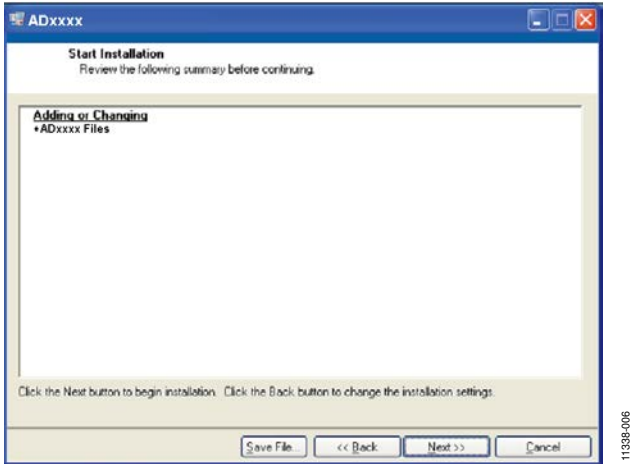 ADxxxx
Start Installation
Review the following summary before continuing.
Adding or Changing
•ADxxxx Files
Click the Next button to begin installation. Click the Back button to change the installation settings.
Save File... << Back Next >> Cancel
11338-006